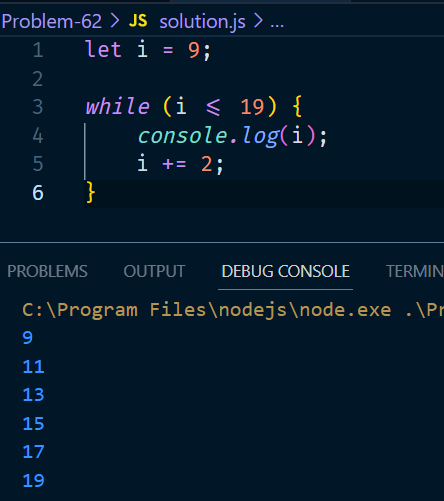 Problem-62 > JS solution.js > ...
1 let i = 9;
2
3 while (i <= 19) {
4 console.log(i);
5 i += 2;
6 }
PROBLEMS OUTPUT DEBUG CONSOLE TERMIN
C:\Program Files\nodejs\node.exe .\Pr
9
11
13
15
17
19